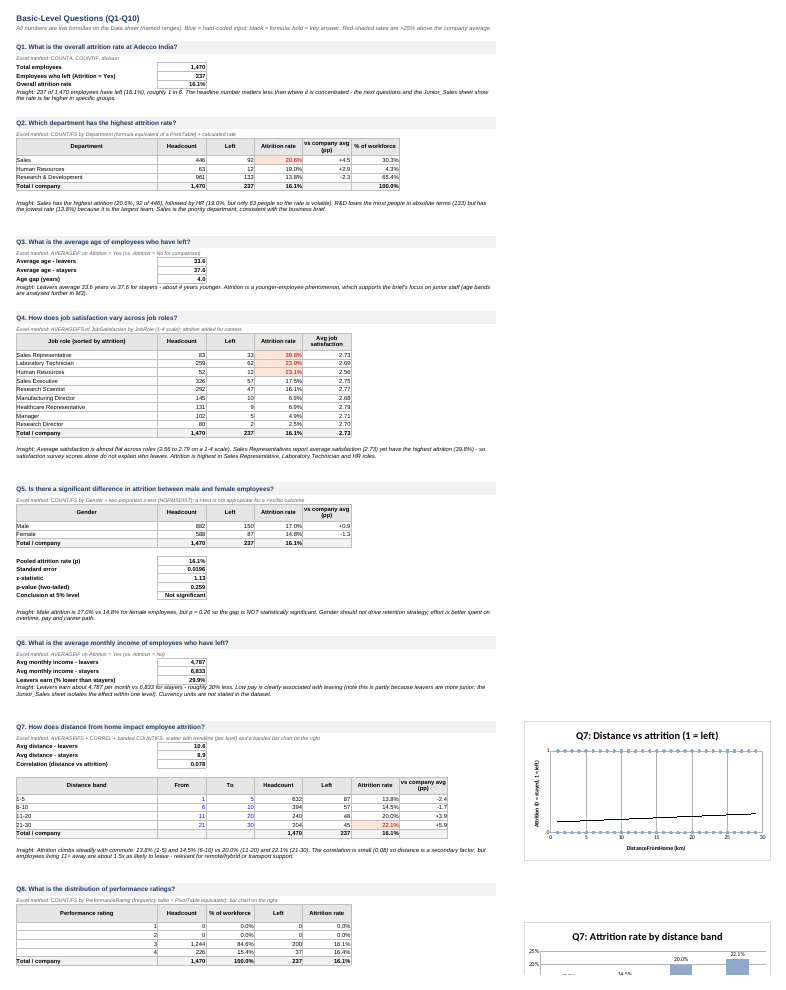 Basic-Level Questions (Q1-Q10)
All numbers are live formulas on the Data sheet (named ranges). Blue = hard-coded input; black = formula; bold = key answer. Red-shaded rates are >25% above the company average.
Q1. What is the overall attrition rate at Adecco India?
Excel method: COUNTA, COUNTIF, division
Total employees 1,470
Employees who left (Attrition = Yes) 237
Overall attrition rate 16.1%
Insight: 237 of 1,470 employees have left (16.1%), roughly 1 in 6. The headline number matters less than where it is concentrated - the next questions and the Junior_Sales sheet show
the rate is far higher in specific groups.
Q2. Which department has the highest attrition rate?
Excel method: COUNTIFS by Department (formula equivalent of a PivotTable) + calculated rate
Department Headcount Left Attrition rate vs company avg (pp) % of workforce
Sales 446 92 20.6% +4.5 30.3%
Human Resources 63 12 19.0% +2.9 4.3%
Research & Development 961 133 13.8% -2.3 65.4%
Total / company 1,470 237 16.1% 100.0%
Insight: Sales has the highest attrition (20.6%, 92 of 446), followed by HR (19.0%, but only 63 people so the rate is volatile). R&D loses the most people in absolute terms (133) but has
the lowest rate (13.8%) because it is the largest team. Sales is the priority department, consistent with the business brief.
Q3. What is the average age of employees who have left?
Excel method: AVERAGEIF on Attrition = Yes (vs. Attrition = No for comparison)
Average age - leavers 33.6
Average age - stayers 37.6
Age gap (years) 4.0
Insight: Leavers average 33.6 years vs 37.6 for stayers - about 4 years younger. Attrition is a younger-employee phenomenon, which supports the brief's focus on junior staff (age bands
are analysed further in M3).
Q4. How does job satisfaction vary across job roles?
Excel method: AVERAGEIFS of JobSatisfaction by JobRole (1-4 scale); attrition added for context
Job role (sorted by attrition) Headcount Left Attrition rate Avg job satisfaction
Sales Representative 83 33 39.8% 2.73
Laboratory Technician 259 62 23.9% 2.69
Human Resources 52 12 23.1% 2.56
Sales Executive 326 57 17.5% 2.75
Research Scientist 292 47 16.1% 2.77
Manufacturing Director 145 10 6.9% 2.68
Healthcare Representative 131 9 6.9% 2.79
Manager 102 5 4.9% 2.71
Research Director 80 2 2.5% 2.70
Total / company 1,470 237 16.1% 2.73
Insight: Average satisfaction is almost flat across roles (2.56 to 2.79 on a 1-4 scale). Sales Representatives report average satisfaction (2.73) yet have the highest attrition (39.8%) - so
satisfaction survey scores alone do not explain who leaves. Attrition is highest in Sales Representative, Laboratory Technician and HR roles.
Q5. Is there a significant difference in attrition between male and female employees?
Excel method: COUNTIFS by Gender + two-proportion z-test (NORMSDIST); a t-test is not appropriate for a Yes/No outcome
Gender Headcount Left Attrition rate vs company avg (pp)
Male 882 150 17.0% +0.9
Female 588 87 14.8% -1.3
Total / company 1,470 237 16.1%
Pooled attrition rate (p) 16.1%
Standard error 0.0196
z-statistic 1.13
p-value (two-tailed) 0.259
Conclusion at 5% level Not significant
Insight: Male attrition is 17.0% vs 14.8% for female employees, but p = 0.26 so the gap is NOT statistically significant. Gender should not drive retention strategy; effort is better spent on
overtime, pay and career path.
Q6. What is the average monthly income of employees who have left?
Excel method: AVERAGEIF on Attrition = Yes (vs. Attrition = No)
Avg monthly income - leavers 4,787
Avg monthly income - stayers 6,833
Leavers earn (% lower than stayers) 29.9%
Insight: Leavers earn about 4,787 per month vs 6,833 for stayers - roughly 30% less. Low pay is clearly associated with leaving (note this is partly because leavers are more junior; the
Junior_Sales sheet isolates the effect within one level). Currency units are not stated in the dataset.
Q7. How does distance from home impact employee attrition?
Excel method: AVERAGEIFS + CORREL + banded COUNTIFS; scatter with trendline (per brief) and a banded bar chart on the right
Avg distance - leavers 10.6
Avg distance - stayers 8.9
Correlation (distance vs attrition) 0.078
Distance band From To Headcount Left Attrition rate vs company avg (pp)
1-5 1 5 632 87 13.8% -2.4
6-10 6 10 394 57 14.5% -1.7
11-20 11 20 240 48 20.0% +3.9
21-30 21 30 204 45 22.1% +5.9
Total / company 1,470 237 16.1%
Insight: Attrition climbs steadily with commute: 13.8% (1-5) and 14.5% (6-10) vs 20.0% (11-20) and 22.1% (21-30). The correlation is small (0.08) so distance is a secondary factor, but
employees living 11+ away are about 1.5x as likely to leave - relevant for remote/hybrid or transport support.
Q8. What is the distribution of performance ratings?
Excel method: COUNTIFS by PerformanceRating (frequency table = PivotTable equivalent); bar chart on the right
Performance rating Headcount % of workforce Left Attrition rate
1 0 0.0% 0 0.0%
2 0 0.0% 0 0.0%
3 1,244 84.6% 200 16.1%
4 226 15.4% 37 16.4%
Total / company 1,470 100.0% 237 16.1%
Q7: Distance vs attrition (1 = left)
Attrition (0 = stayed, 1 = left)
1
0
0 5 10 15 20 25 30
DistanceFromHome (km)
Q7: Attrition rate by distance band
25%
20%
20.0%
22.1%